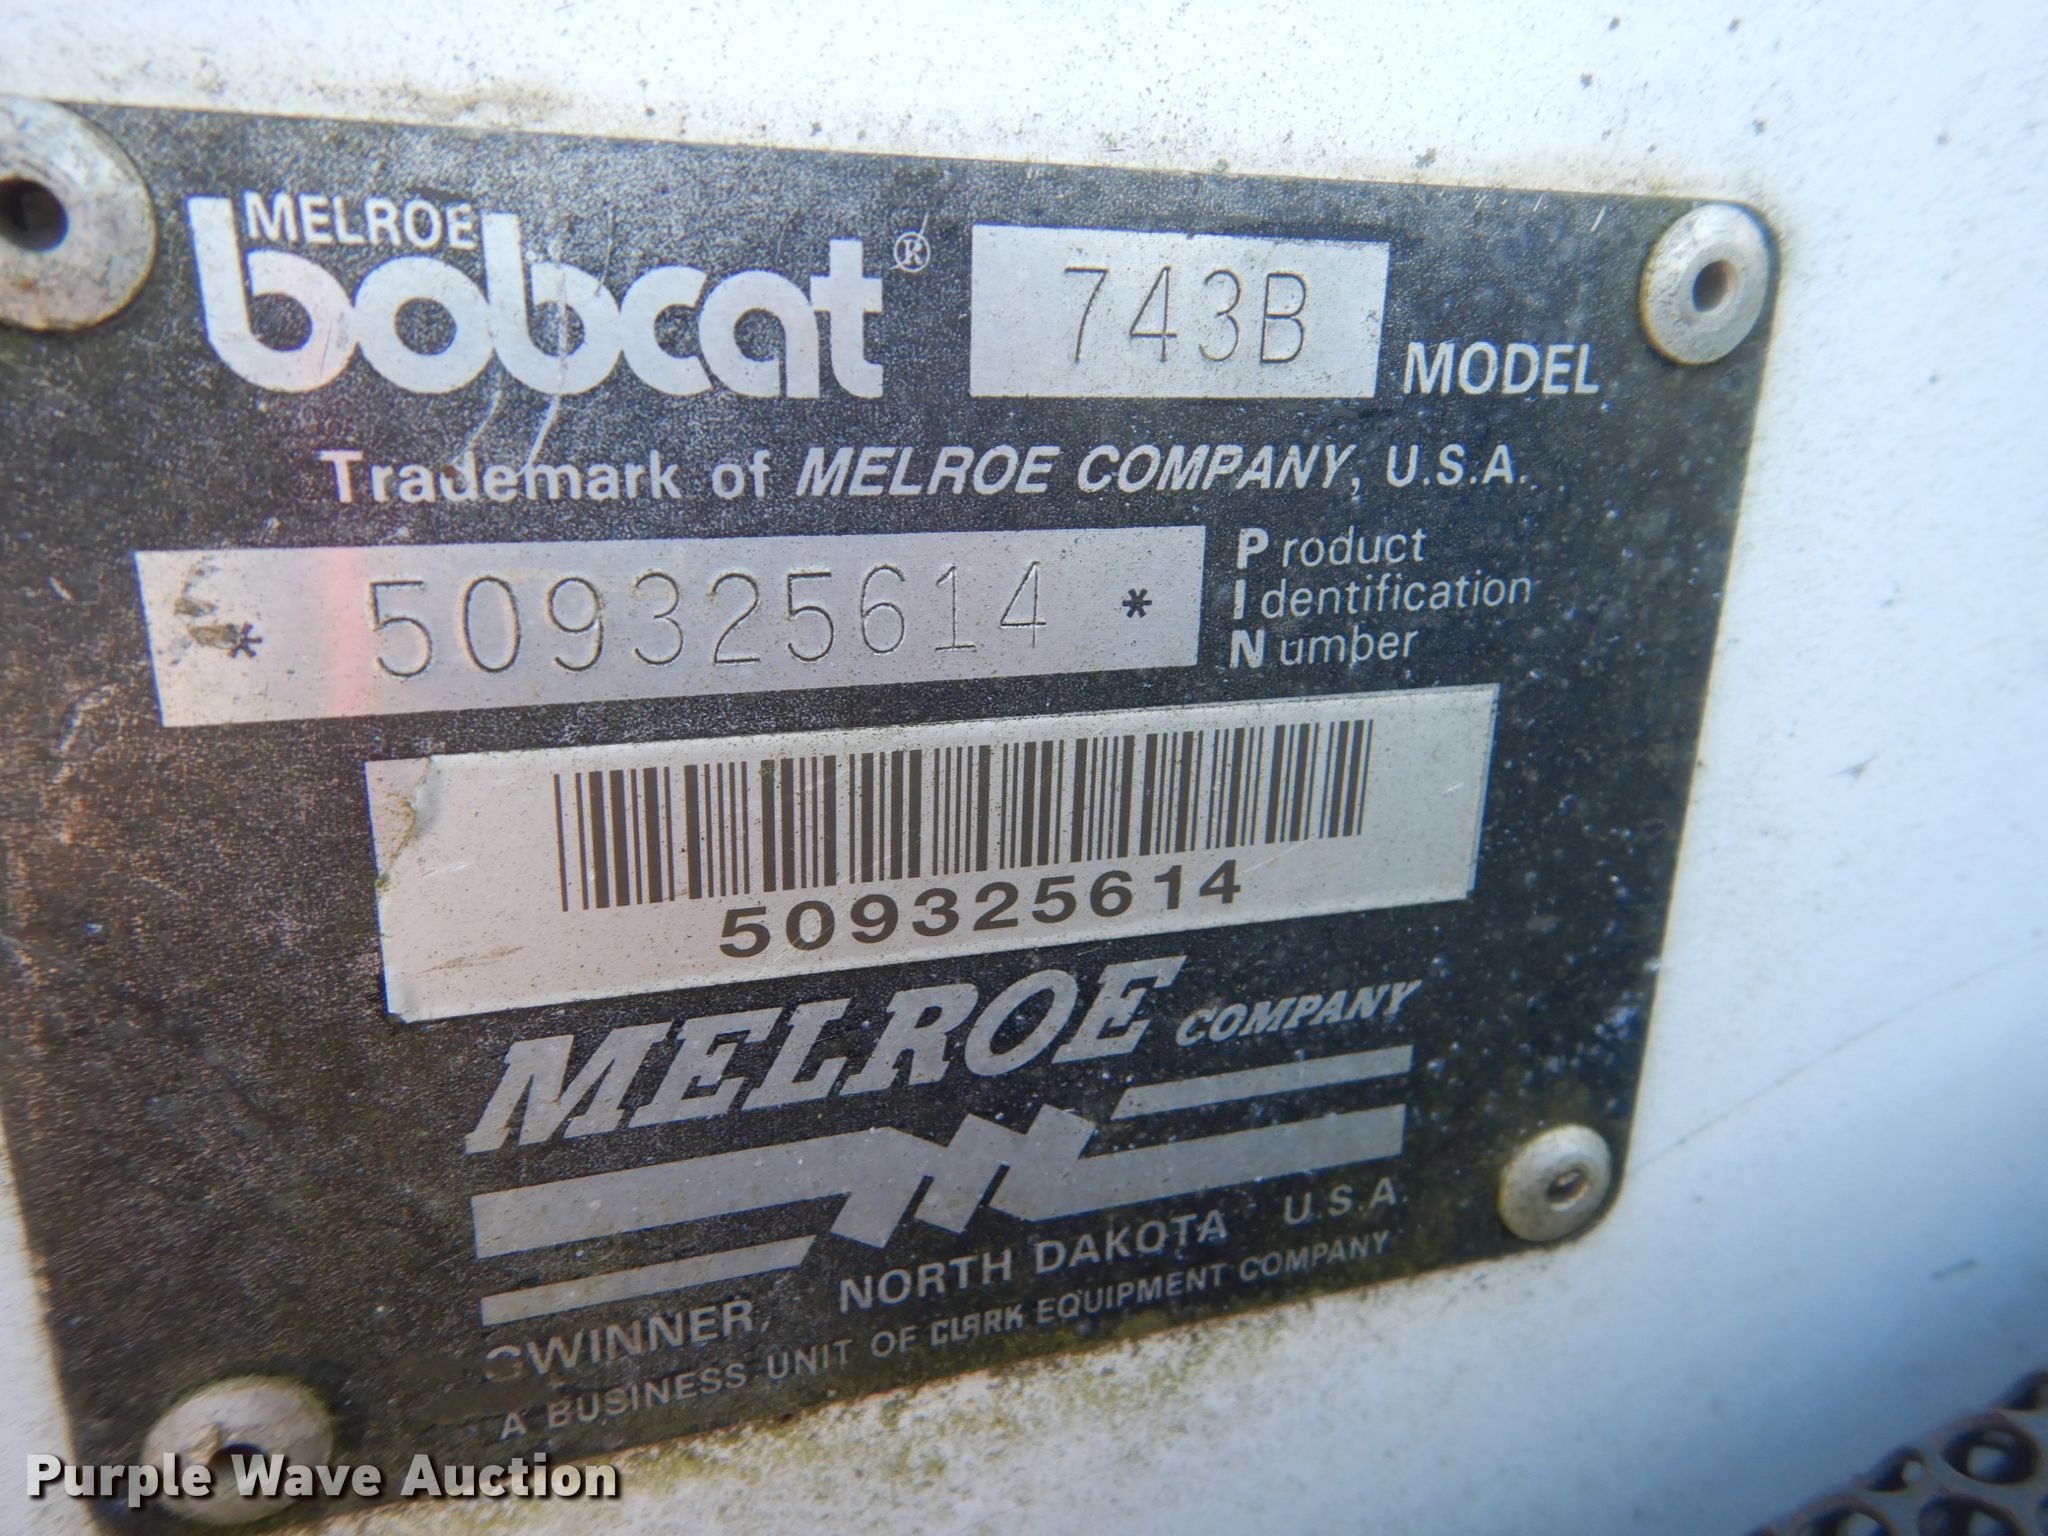 MELROE
bobcat® 743B MODEL
Trademark of MELROE COMPANY, U.S.A.
* 509325614 * Product
Identification
Number
509325614
MELROE COMPANY
GWINNER, NORTH DAKOTA U.S.A.
A BUSINESS UNIT OF CLARK EQUIPMENT COMPANY
Purple Wave Auction